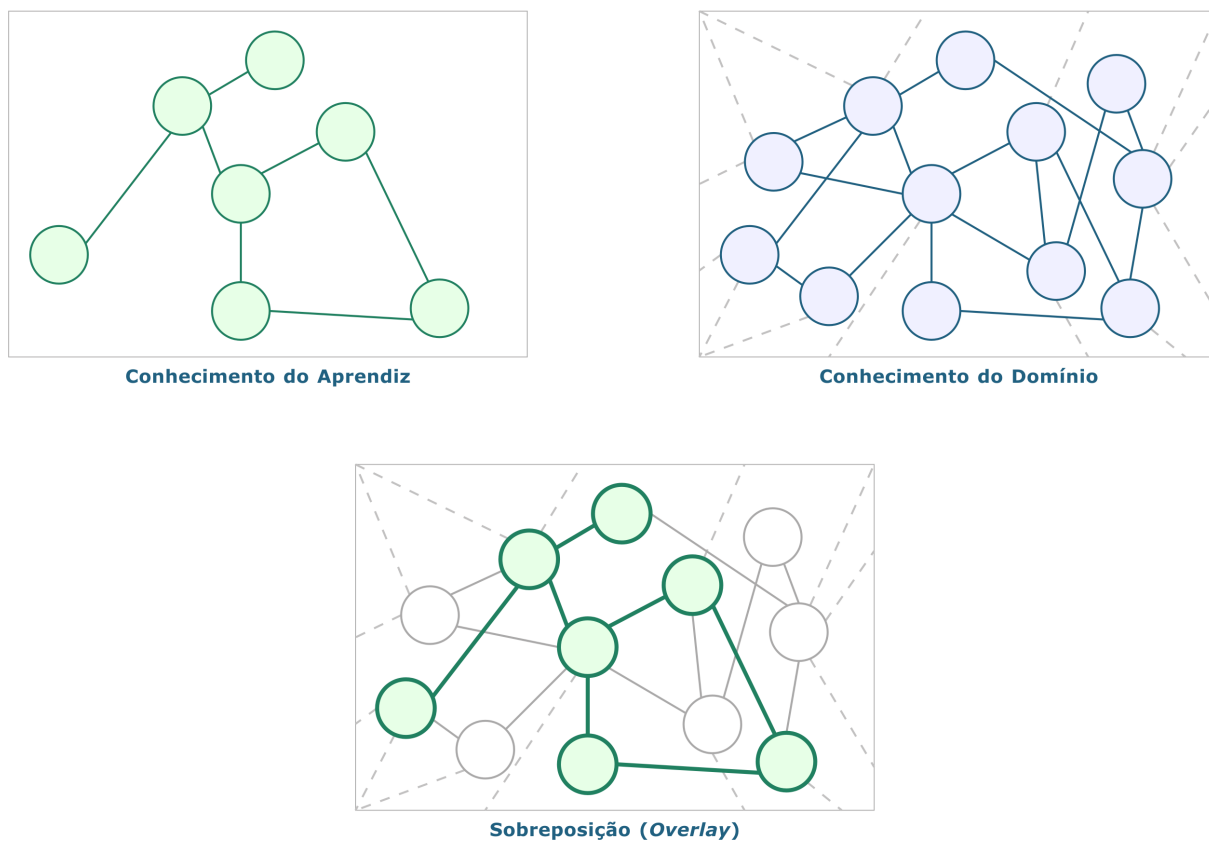 Conhecimento do Aprendiz
Conhecimento do Domínio
Sobreposição (Overlay)